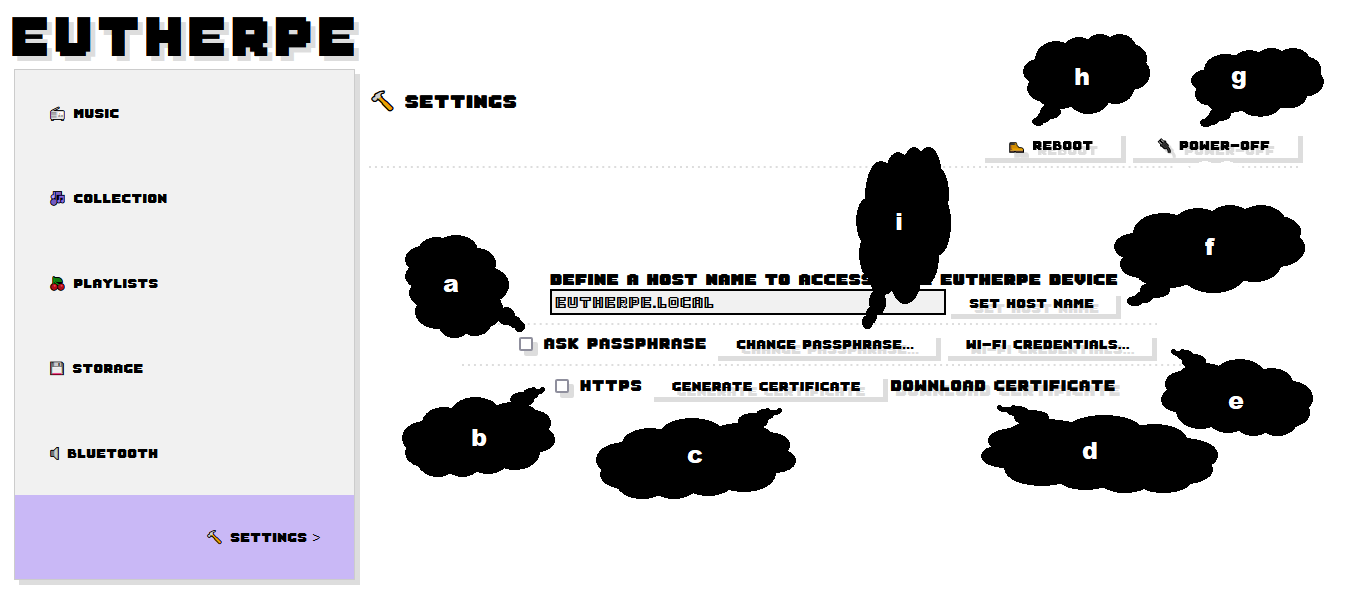 EUTHERPE
MUSIC
COLLECTION
PLAYLISTS
STORAGE
BLUETOOTH
SETTINGS >
SETTINGS
h
g
REBOOT
POWER-OFF
i
f
a
DEFINE A HOST NAME TO ACCESS EUTHERPE DEVICE
EUTHERPE.LOCAL
SET HOST NAME
ASK PASSPHRASE
CHANGE PASSPHRASE...
WI-FI CREDENTIALS...
HTTPS
GENERATE CERTIFICATE
DOWNLOAD CERTIFICATE
e
b
c
d